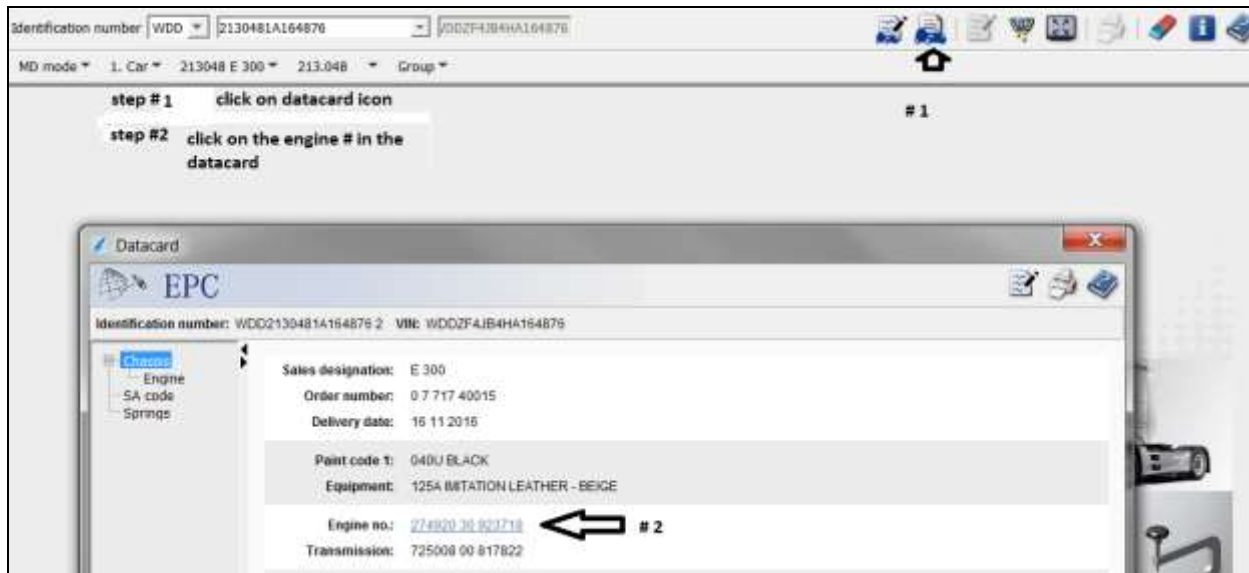 Identification number WDD 2130481A164876
MD mode 1. Car 213048 E 300 213.048 Group
step # 1 click on datacard icon
# 1
step #2 click on the engine # in the
datacard
Datacard
EPC
Identification number: WDD2130481A164876 2 VIN: WDDZF4JB4HA164876
Chassis
Engine
SA code
Springs
Sales designation: E 300
Order number: 0 7 717 40015
Delivery date: 16 11 2016
Paint code 1: 040U BLACK
Equipment: 125A IMITATION LEATHER - BEIGE
Engine no.: 274920 30 923718 # 2
Transmission: 725008 00 817822